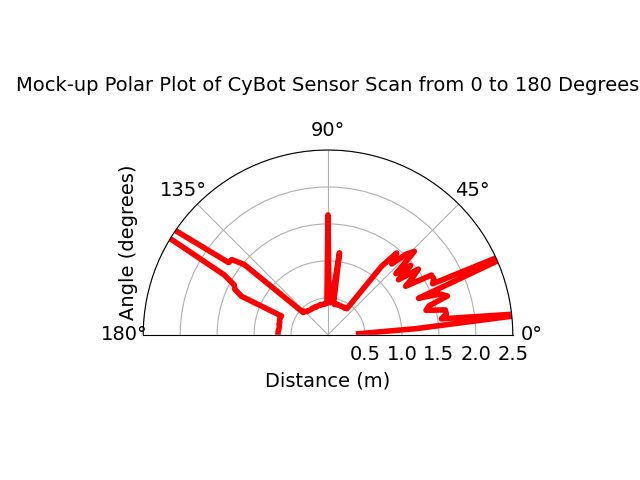 Mock-up Polar Plot of CyBot Sensor Scan from 0 to 180 Degrees
90°
135°
45°
Angle (degrees)
180°
0°
0.5 1.0 1.5 2.0 2.5
Distance (m)